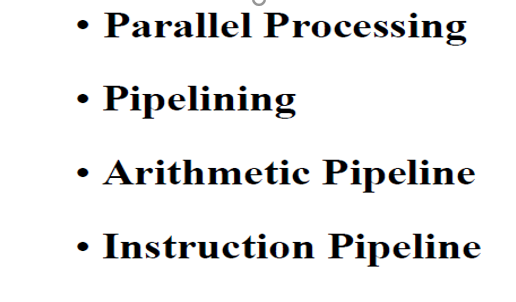 • Parallel Processing
• Pipelining
• Arithmetic Pipeline
• Instruction Pipeline